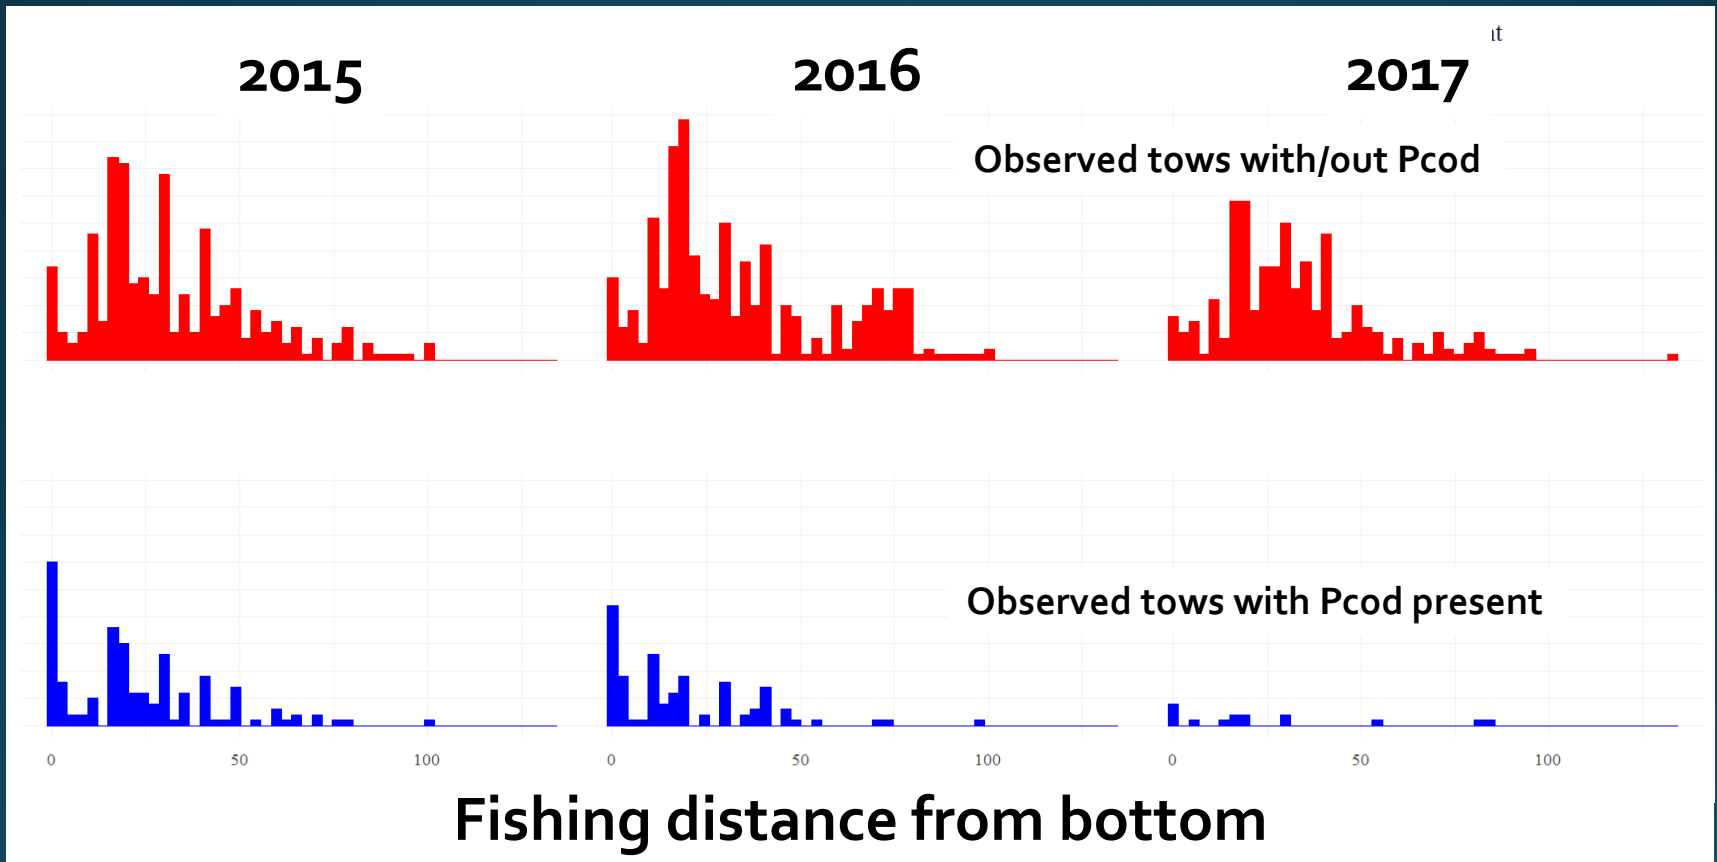 2015 2016 2017
Observed tows with/out Pcod
Observed tows with Pcod present
0 50 100 0 50 100 0 50 100
Fishing distance from bottom